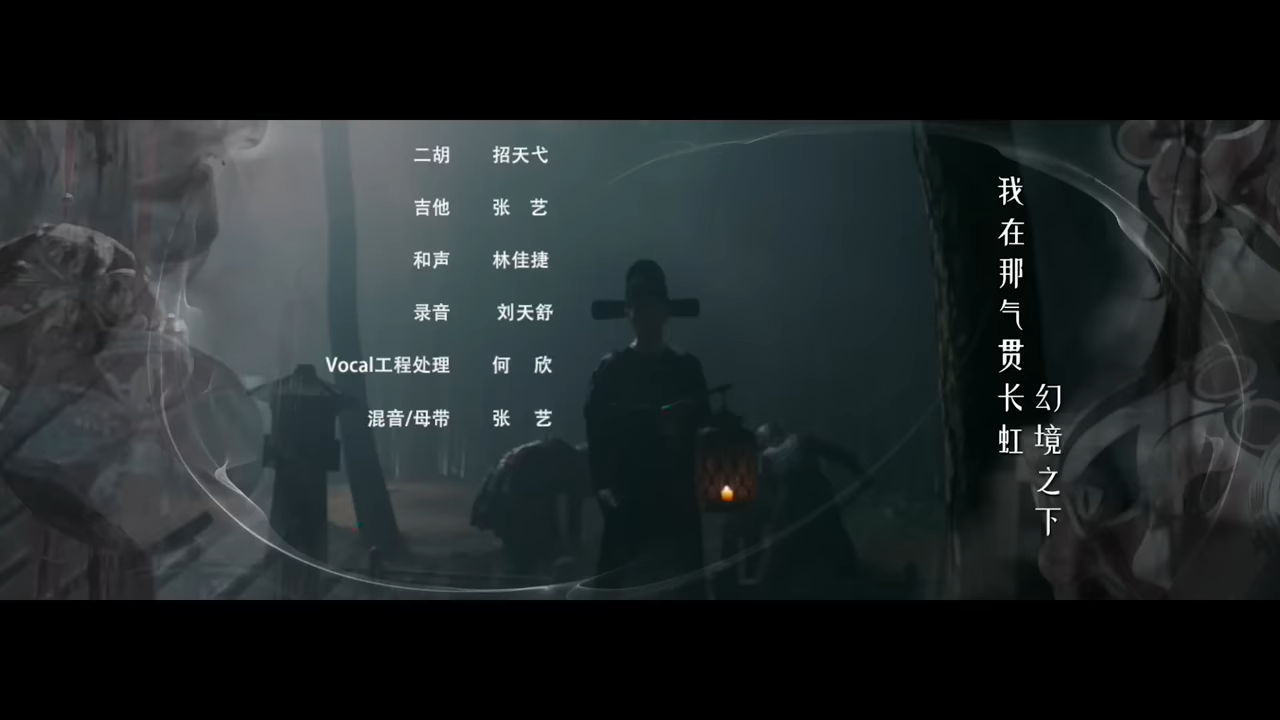 二胡 招天弋
吉他 张 艺
和声 林佳捷
录音 刘天舒
Vocal工程处理 何 欣
混音/母带 张 艺
幻境之下
我在那气贯长虹